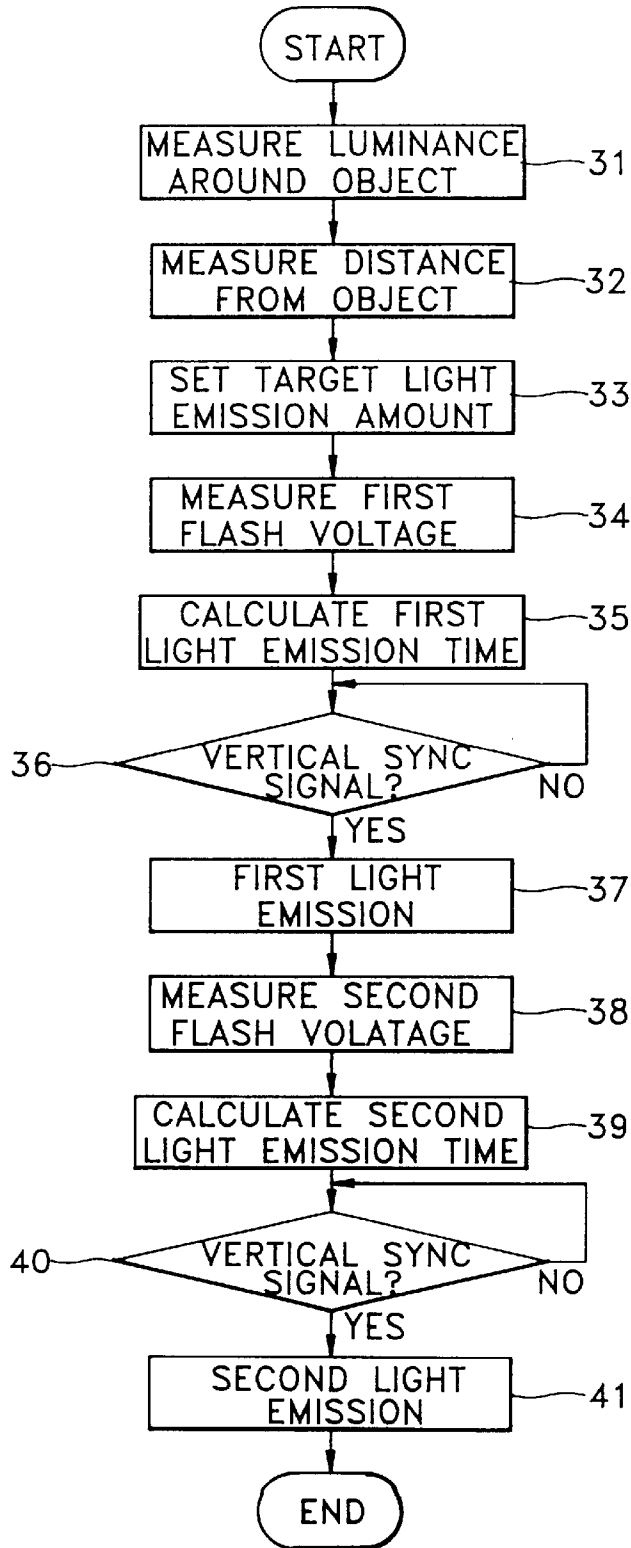 START
MEASURE LUMINANCE
AROUND OBJECT
31
MEASURE DISTANCE
FROM OBJECT
32
SET TARGET LIGHT
EMISSION AMOUNT
33
MEASURE FIRST
FLASH VOLTAGE
34
CALCULATE FIRST
LIGHT EMISSION TIME
35
36
VERTICAL SYNC
SIGNAL?
NO
YES
FIRST LIGHT
EMISSION
37
MEASURE SECOND
FLASH VOLATAGE
38
CALCULATE SECOND
LIGHT EMISSION TIME
39
40
VERTICAL SYNC
SIGNAL?
NO
YES
SECOND LIGHT
EMISSION
41
END